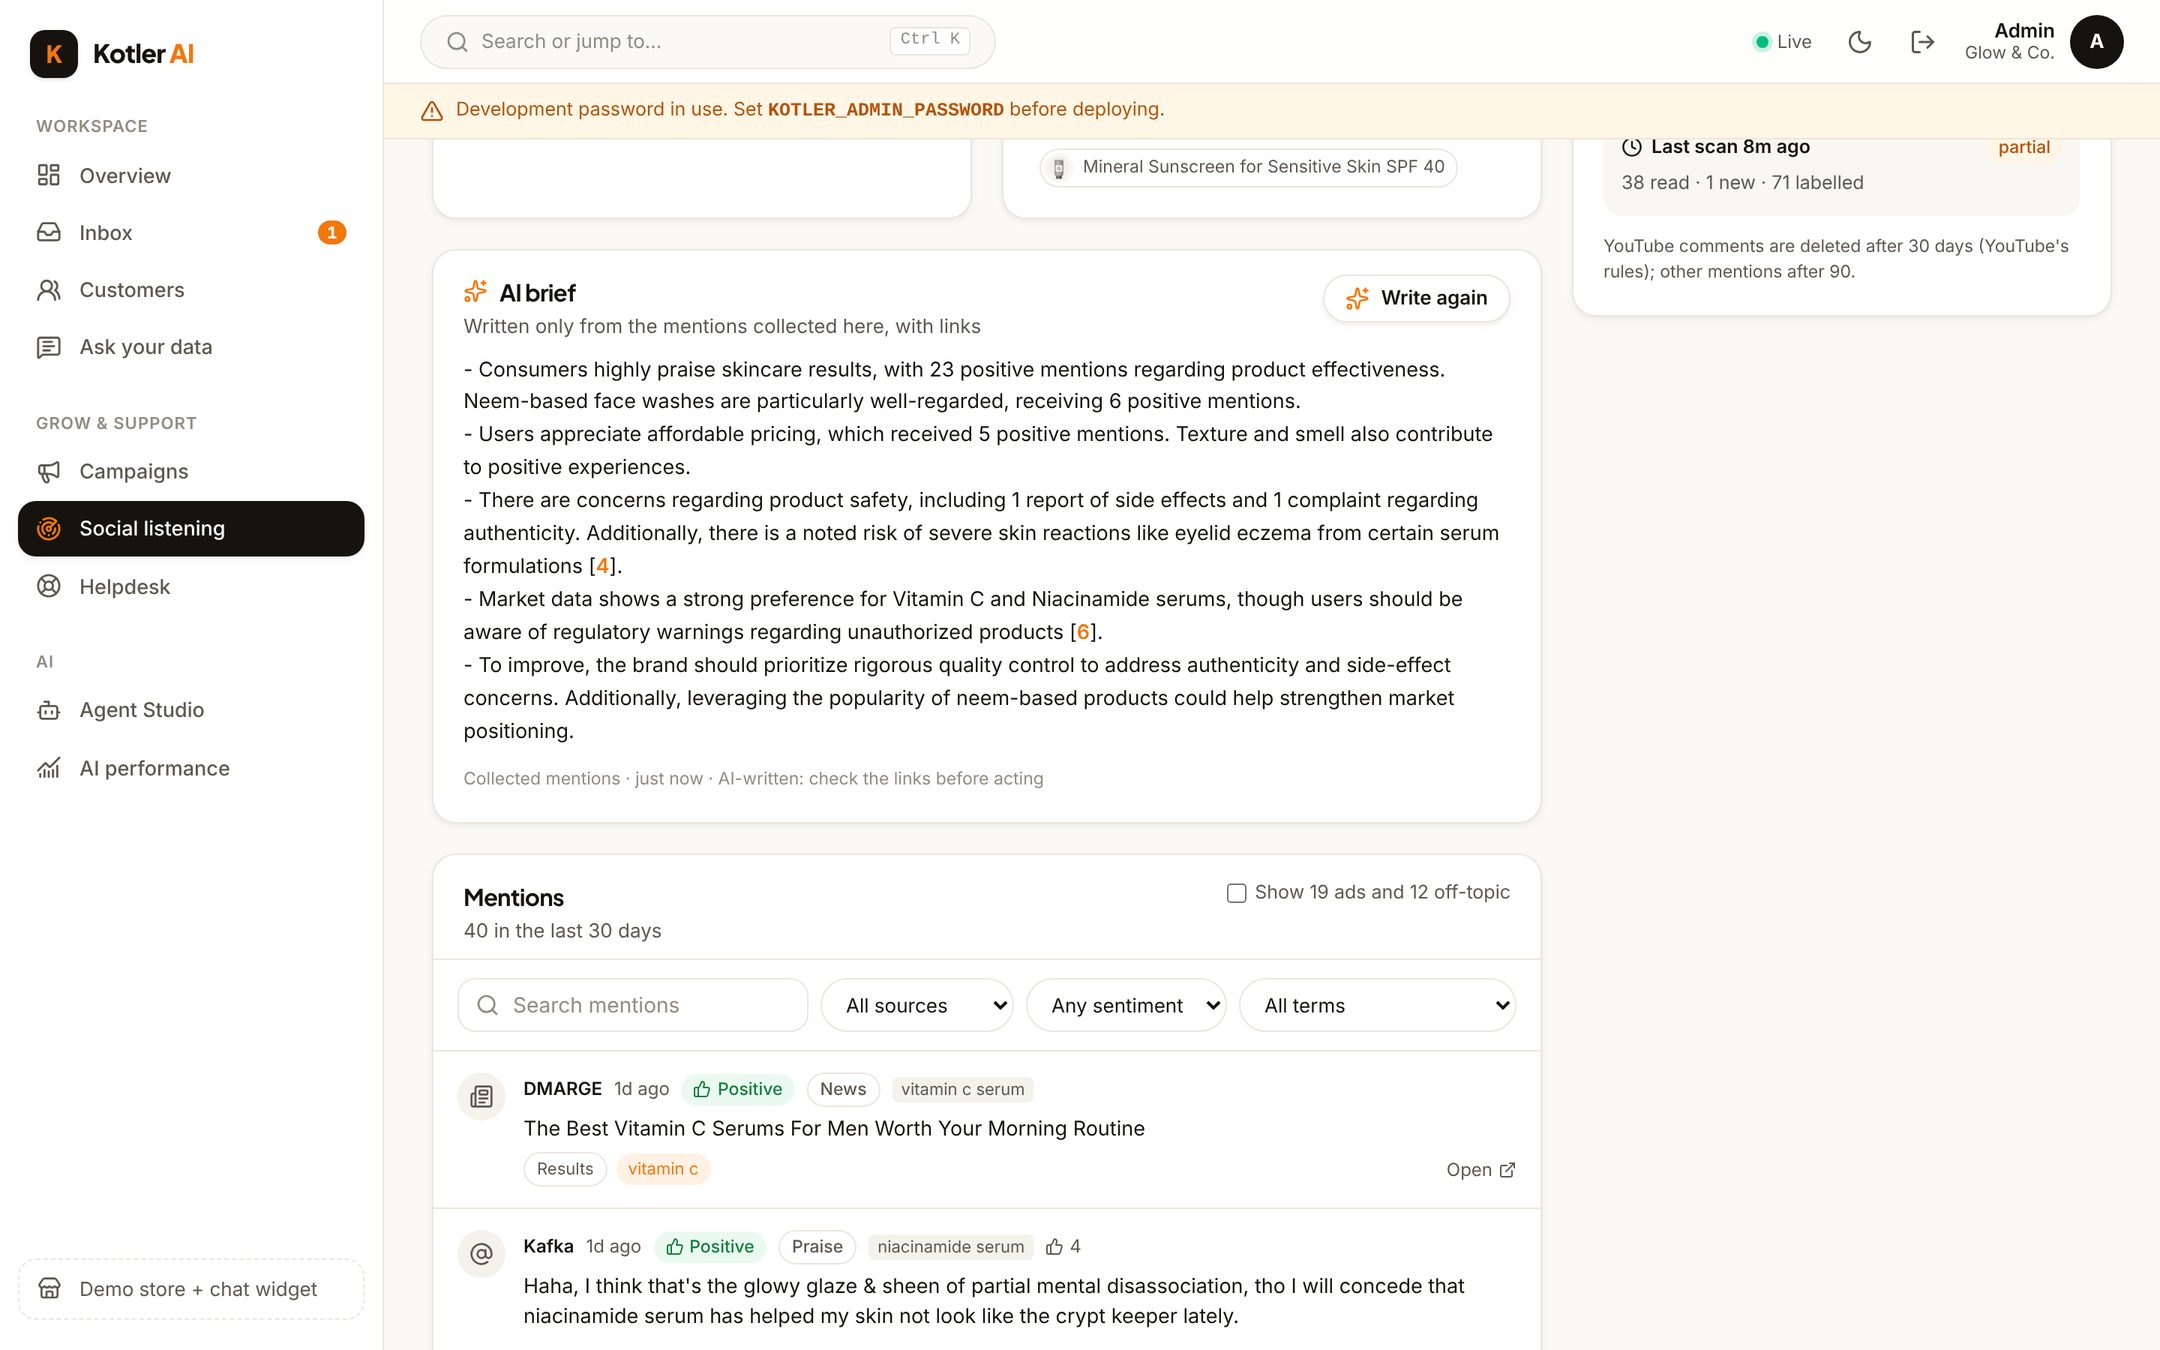 K
Kotler AI
Search or jump to...
Ctrl K
Live
Admin
Glow & Co.
A
Development password in use. Set KOTLER_ADMIN_PASSWORD before deploying.
WORKSPACE
Overview
Inbox
1
Customers
Ask your data
GROW & SUPPORT
Campaigns
Social listening
Helpdesk
AI
Agent Studio
AI performance
Demo store + chat widget
Mineral Sunscreen for Sensitive Skin SPF 40
Last scan 8m ago
partial
38 read · 1 new · 71 labelled
YouTube comments are deleted after 30 days (YouTube's
rules); other mentions after 90.
AI brief
Write again
Written only from the mentions collected here, with links
- Consumers highly praise skincare results, with 23 positive mentions regarding product effectiveness.
Neem-based face washes are particularly well-regarded, receiving 6 positive mentions.
- Users appreciate affordable pricing, which received 5 positive mentions. Texture and smell also contribute
to positive experiences.
- There are concerns regarding product safety, including 1 report of side effects and 1 complaint regarding
authenticity. Additionally, there is a noted risk of severe skin reactions like eyelid eczema from certain serum
formulations [4].
- Market data shows a strong preference for Vitamin C and Niacinamide serums, though users should be
aware of regulatory warnings regarding unauthorized products [6].
- To improve, the brand should prioritize rigorous quality control to address authenticity and side-effect
concerns. Additionally, leveraging the popularity of neem-based products could help strengthen market
positioning.
Collected mentions · just now · AI-written: check the links before acting
Mentions
Show 19 ads and 12 off-topic
40 in the last 30 days
Search mentions
All sources
Any sentiment
All terms
DMARGE 1d ago Positive News vitamin c serum
The Best Vitamin C Serums For Men Worth Your Morning Routine
Results vitamin c
Open
Kafka 1d ago Positive Praise niacinamide serum 4
Haha, I think that's the glowy glaze & sheen of partial mental disassociation, tho I will concede that
niacinamide serum has helped my skin not look like the crypt keeper lately.